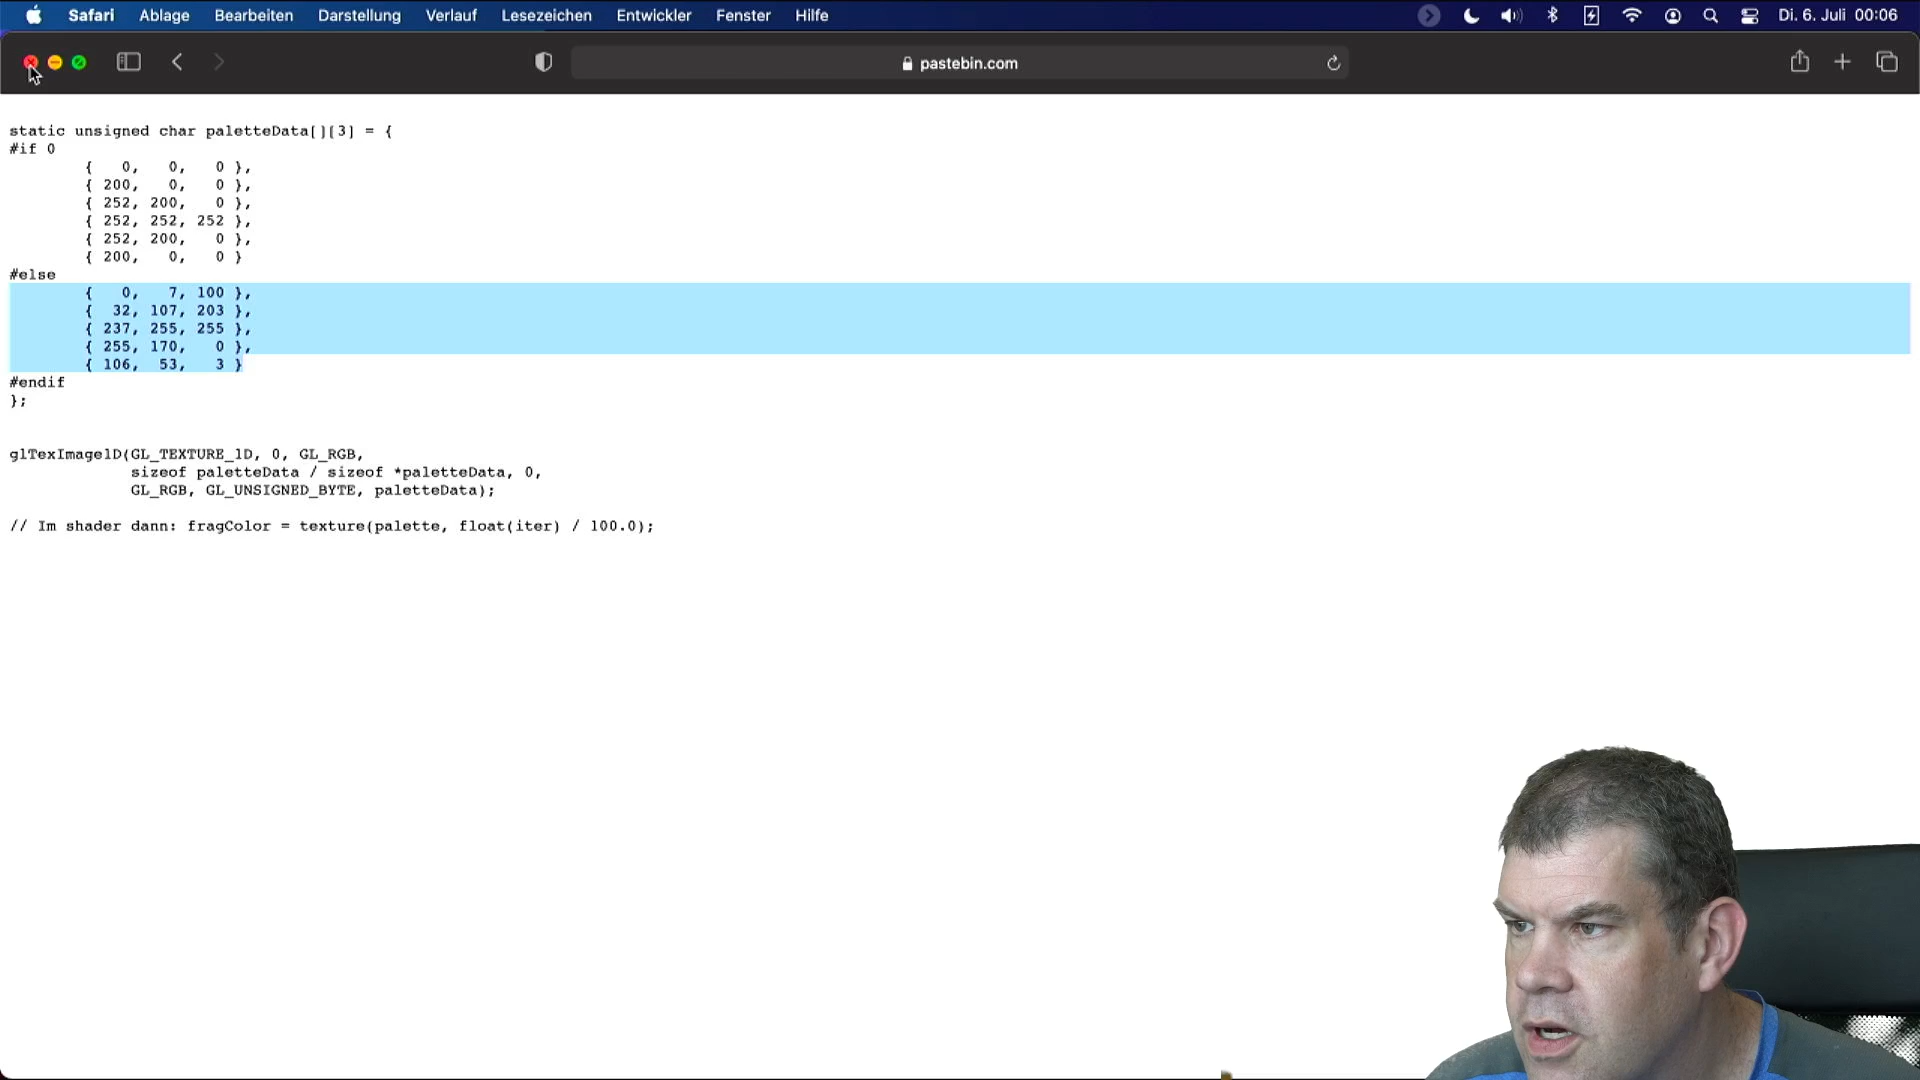 Safari Ablage Bearbeiten Darstellung Verlauf Lesezeichen Entwickler Fenster Hilfe Di. 6. Juli 00:06
pastebin.com
static unsigned char paletteData[][3] = {
#if 0
{ 0, 0, 0 },
{ 200, 0, 0 },
{ 252, 200, 0 },
{ 252, 252, 252 },
{ 252, 200, 0 },
{ 200, 0, 0 }
#else
{ 0, 7, 100 },
{ 32, 107, 203 },
{ 237, 255, 255 },
{ 255, 170, 0 },
{ 106, 53, 3 }
#endif
};
glTexImage1D(GL_TEXTURE_1D, 0, GL_RGB,
sizeof paletteData / sizeof *paletteData, 0,
GL_RGB, GL_UNSIGNED_BYTE, paletteData);
// Im shader dann: fragColor = texture(palette, float(iter) / 100.0);